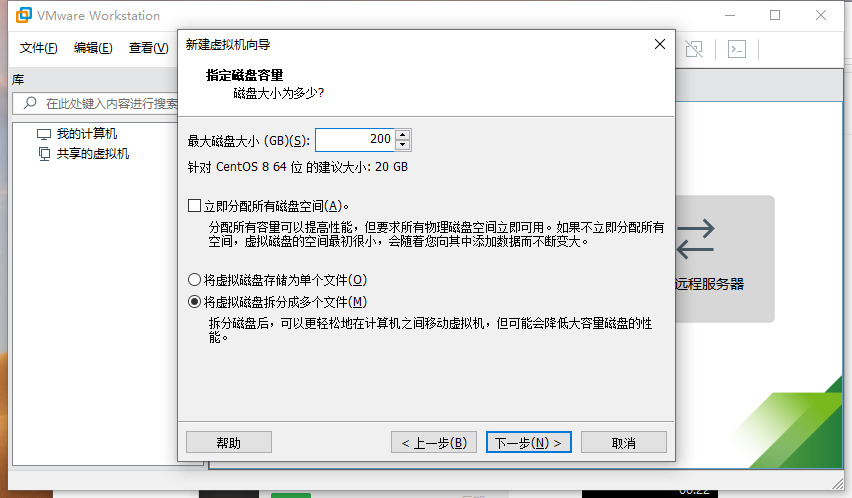 VMware Workstation
文件(F) 编辑(E) 查看(V)
库
在此处键入内容进行搜索
我的计算机
共享的虚拟机
新建虚拟机向导
指定磁盘容量
磁盘大小为多少?
最大磁盘大小 (GB)(S): 200
针对 CentOS 8 64 位 的建议大小: 20 GB
立即分配所有磁盘空间(A)。
分配所有容量可以提高性能，但要求所有物理磁盘空间立即可用。如果不立即分配所有
空间，虚拟磁盘的空间最初很小，会随着您向其中添加数据而不断变大。
将虚拟磁盘存储为单个文件(O)
将虚拟磁盘拆分成多个文件(M)
拆分磁盘后，可以更轻松地在计算机之间移动虚拟机，但可能会降低大容量磁盘的性
能。
远程服务器
帮助 < 上一步(B) 下一步(N) > 取消
00:22